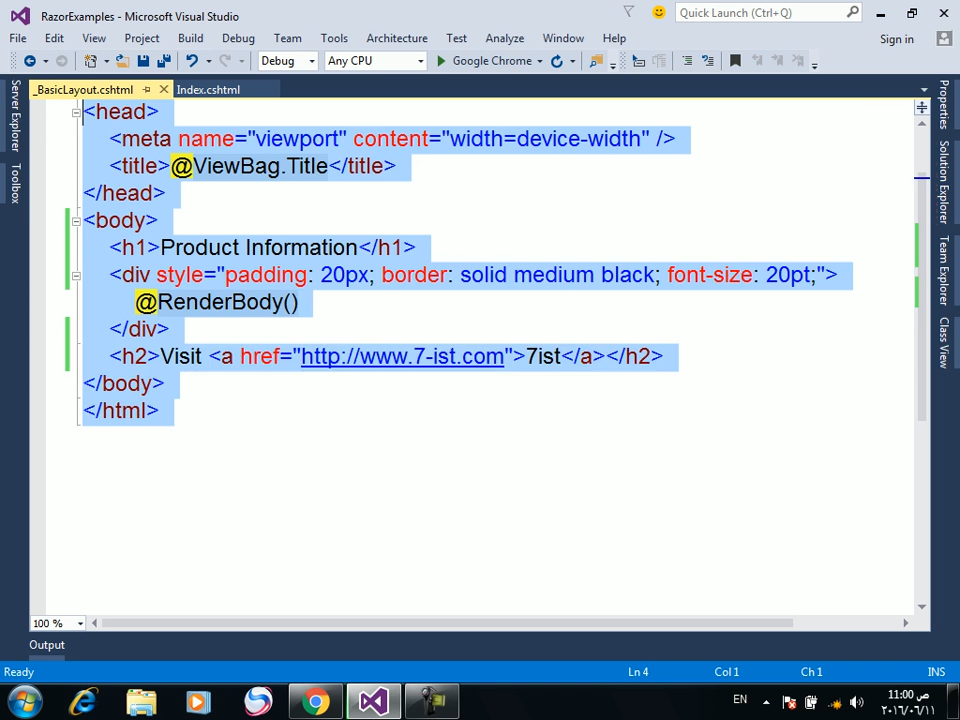 RazorExamples - Microsoft Visual Studio
Quick Launch (Ctrl+Q)
File Edit View Project Build Debug Team Tools Architecture Test Analyze Window Help Sign in
Debug Any CPU Google Chrome
_BasicLayout.cshtml Index.cshtml
Server Explorer
Toolbox
<head>
<meta name="viewport" content="width=device-width" />
<title>@ViewBag.Title</title>
</head>
<body>
<h1>Product Information</h1>
<div style="padding: 20px; border: solid medium black; font-size: 20pt;">
@RenderBody()
</div>
<h2>Visit <a href="http://www.7-ist.com">7ist</a></h2>
</body>
</html>
Properties
Solution Explorer
Team Explorer
Class View
100 %
Output
Ready Ln 4 Col 1 Ch 1 INS
EN
11:00 ص
٢٠١٦/٠٦/١١